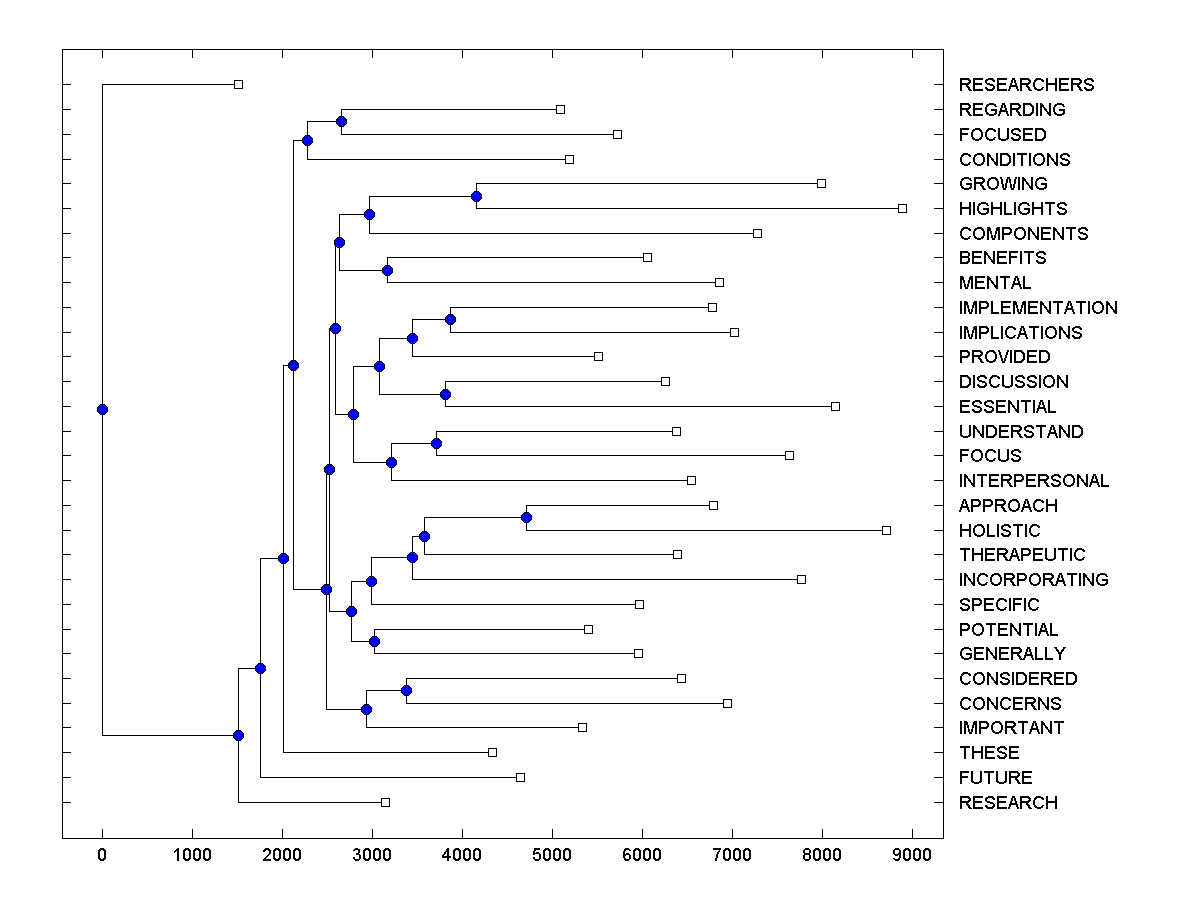 RESEARCHERS
REGARDING
FOCUSED
CONDITIONS
GROWING
HIGHLIGHTS
COMPONENTS
BENEFITS
MENTAL
IMPLEMENTATION
IMPLICATIONS
PROVIDED
DISCUSSION
ESSENTIAL
UNDERSTAND
FOCUS
INTERPERSONAL
APPROACH
HOLISTIC
THERAPEUTIC
INCORPORATING
SPECIFIC
POTENTIAL
GENERALLY
CONSIDERED
CONCERNS
IMPORTANT
THESE
FUTURE
RESEARCH
0 1000 2000 3000 4000 5000 6000 7000 8000 9000